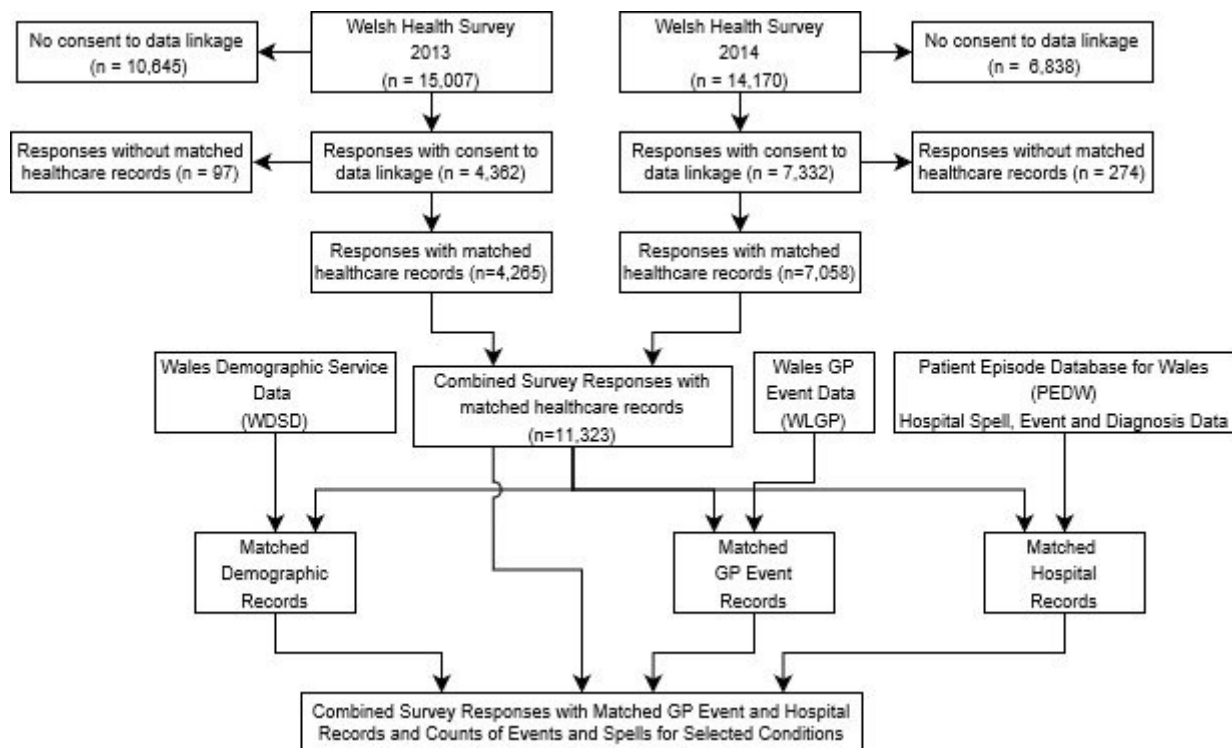 No consent to data linkage
(n = 10,645)
Welsh Health Survey
2013
(n = 15,007)
Welsh Health Survey
2014
(n = 14,170)
No consent to data linkage
(n = 6,838)
Responses without matched
healthcare records (n = 97)
Responses with consent to
data linkage (n = 4,362)
Responses with consent to
data linkage (n = 7,332)
Responses without matched
healthcare records (n = 274)
Responses with matched
healthcare records (n=4,265)
Responses with matched
healthcare records (n=7,058)
Wales Demographic Service
Data
(WDSD)
Combined Survey Responses with
matched healthcare records
(n=11,323)
Wales GP
Event Data
(WLGP)
Patient Episode Database for Wales
(PEDW)
Hospital Spell, Event and Diagnosis Data
Matched
Demographic
Records
Matched
GP Event
Records
Matched
Hospital
Records
Combined Survey Responses with Matched GP Event and Hospital
Records and Counts of Events and Spells for Selected Conditions